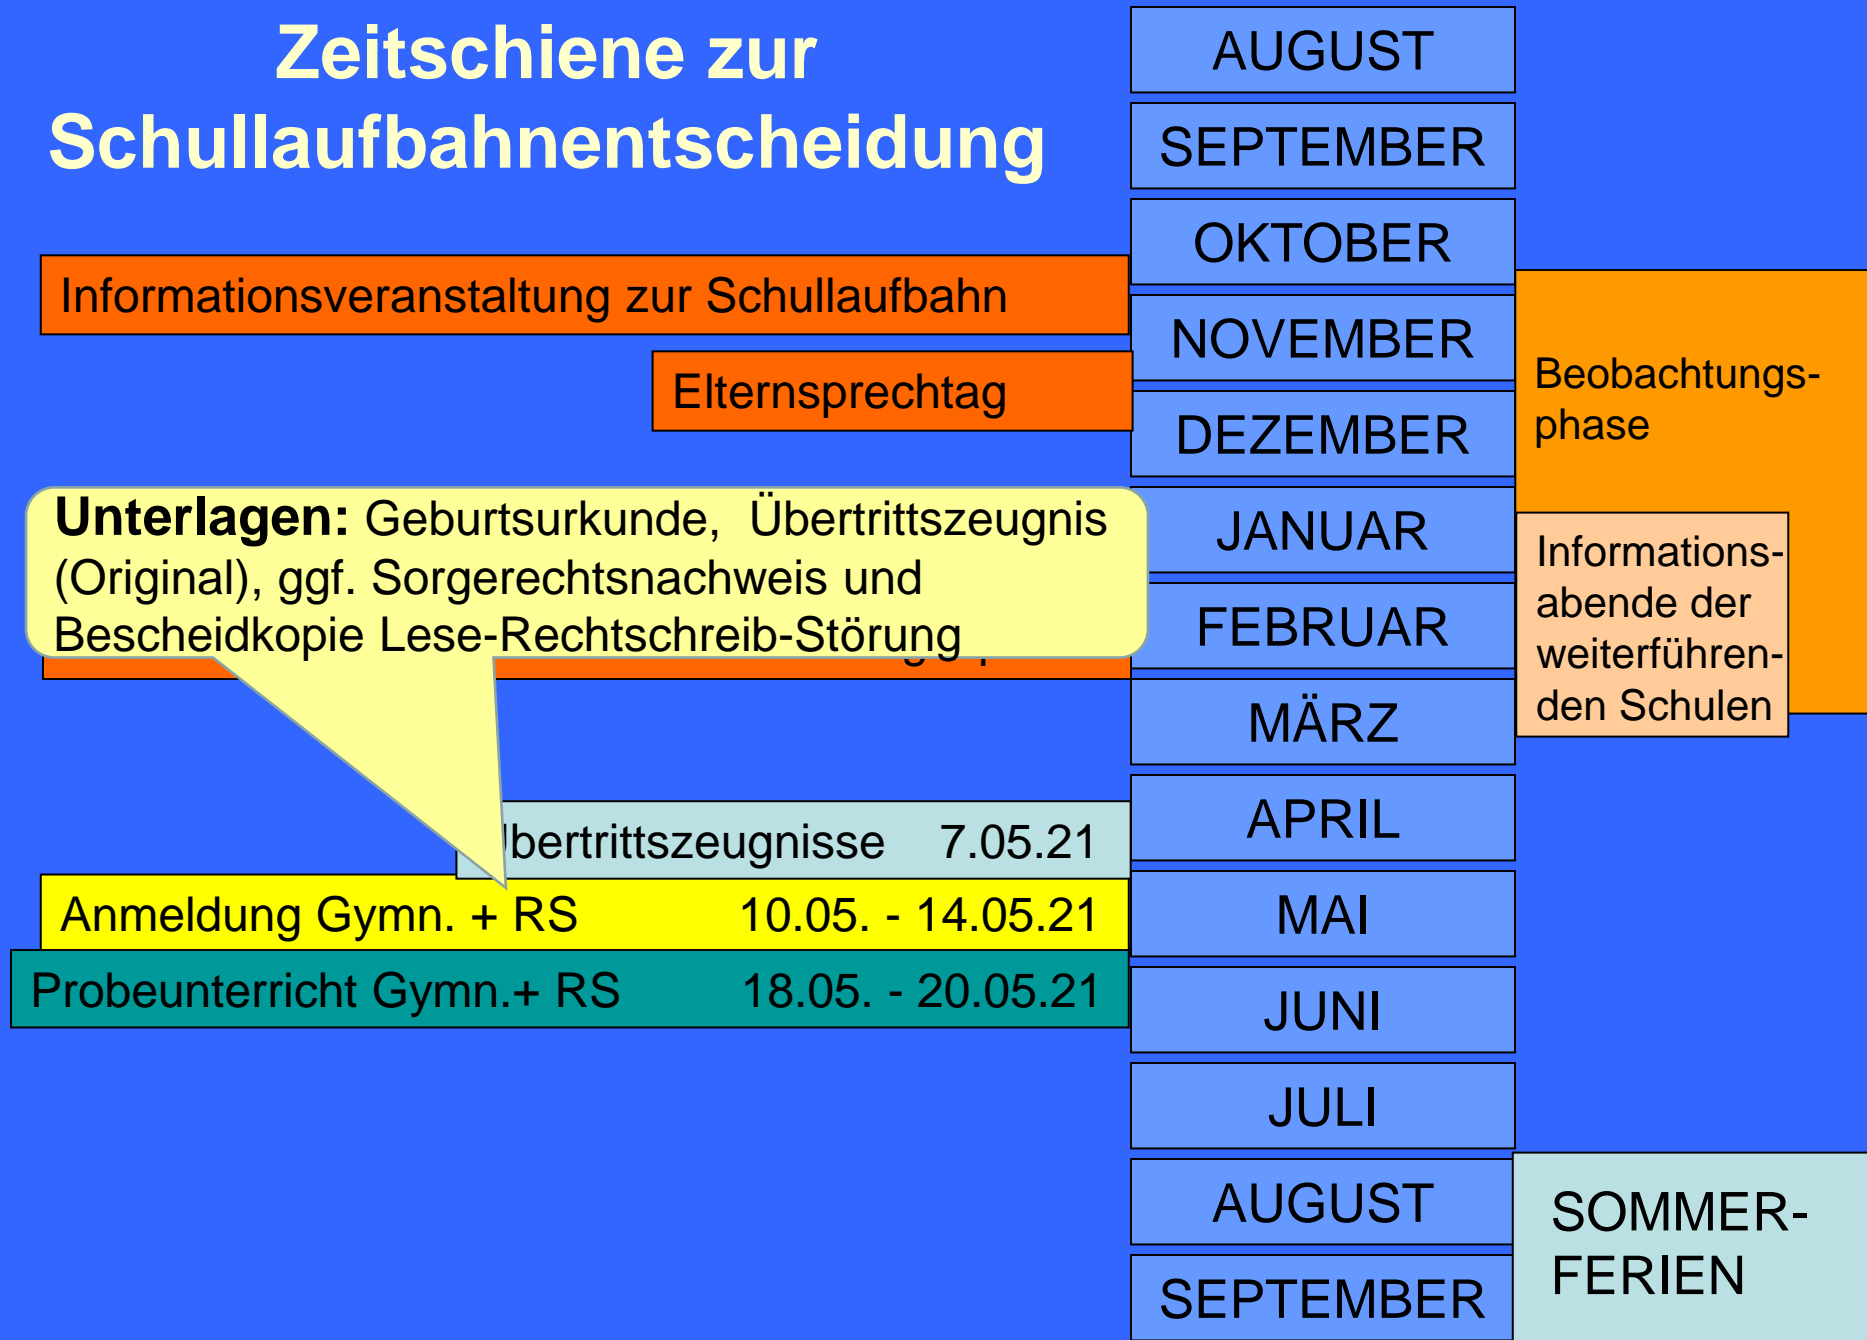 Zeitschiene zur
Schullaufbahnentscheidung
AUGUST
SEPTEMBER
OKTOBER
NOVEMBER
DEZEMBER
JANUAR
FEBRUAR
MÄRZ
APRIL
MAI
JUNI
JULI
AUGUST
SEPTEMBER
Informationsveranstaltung zur Schullaufbahn
Elternsprechtag
Unterlagen: Geburtsurkunde, Übertrittszeugnis
(Original), ggf. Sorgerechtsnachweis und
Bescheidkopie Lese-Rechtschreib-Störung
Übertrittszeugnisse 7.05.21
Anmeldung Gymn. + RS 10.05. - 14.05.21
Probeunterricht Gymn.+ RS 18.05. - 20.05.21
Beobachtungs-
phase
Informations-
abende der
weiterführen-
den Schulen
SOMMER-
FERIEN